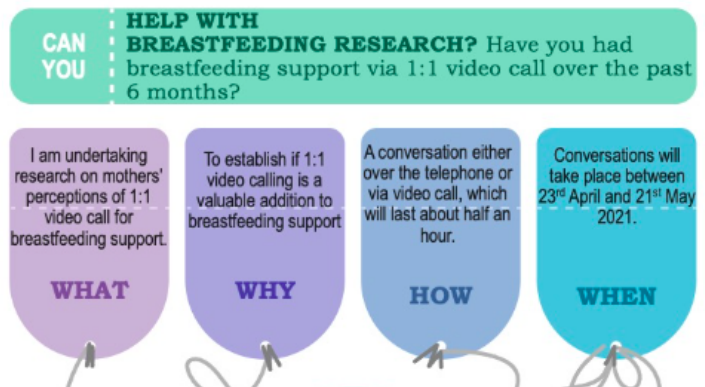 CAN
YOU
HELP WITH
BREASTFEEDING RESEARCH? Have you had
breastfeeding support via 1:1 video call over the past
6 months?
I am undertaking
research on mothers'
perceptions of 1:1
video call for
breastfeeding support.
WHAT
To establish if 1:1
video calling is a
valuable addition to
breastfeeding support
WHY
A conversation either
over the telephone or
via video call, which
will last about half an
hour.
HOW
Conversations will
take place between
23rd April and 21st May
2021.
WHEN